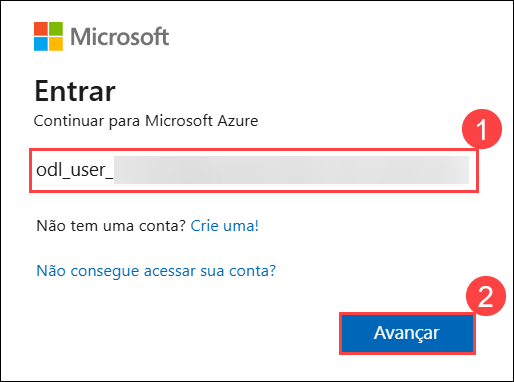 Microsoft
Entrar
Continuar para Microsoft Azure
1
odl_user_
Não tem uma conta? Crie uma!
Não consegue acessar sua conta?
2
Avançar